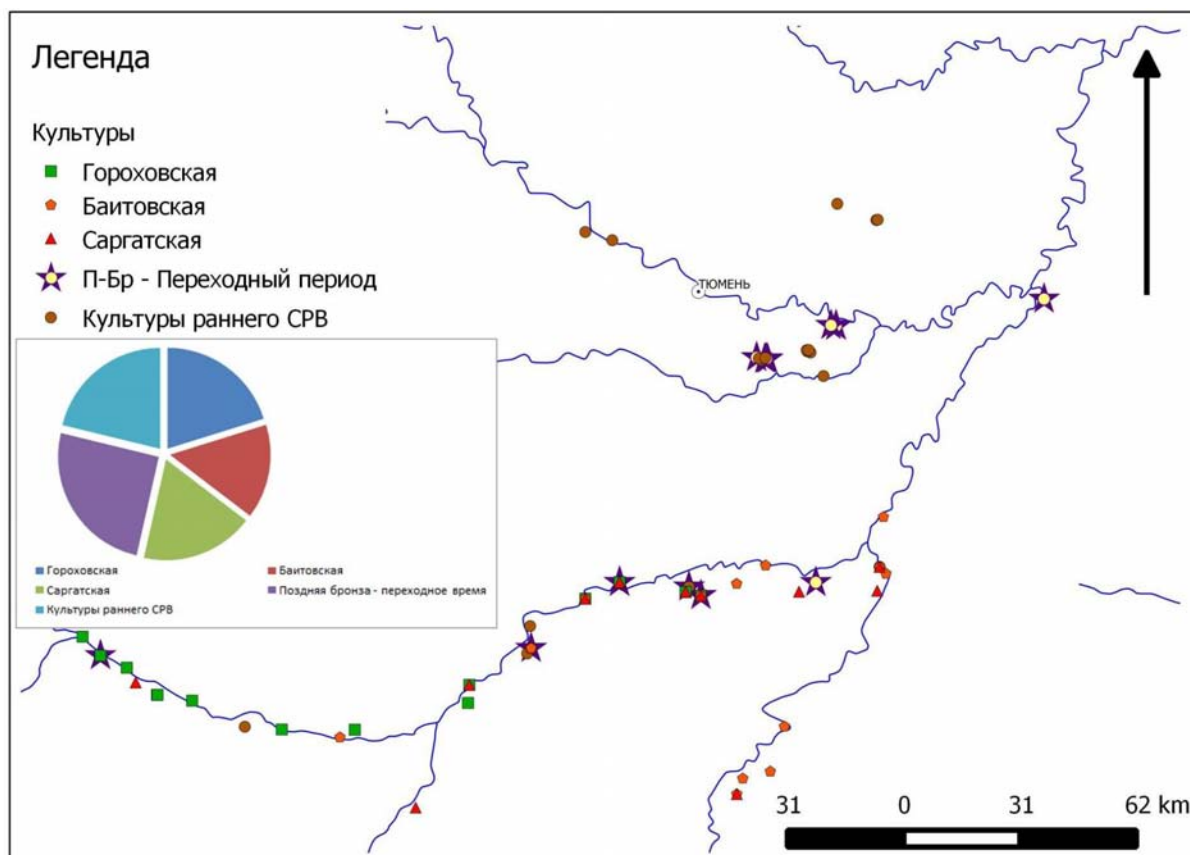 Легенда
Культуры
Гороховская
Баитовская
Саргатская
П-Бр - Переходный период
Культуры раннего СРВ
ТЮМЕНЬ
Гороховская
Баитовская
Саргатская
Поздняя бронза - переходное время
Культуры раннего СРВ
31 0 31 62 km